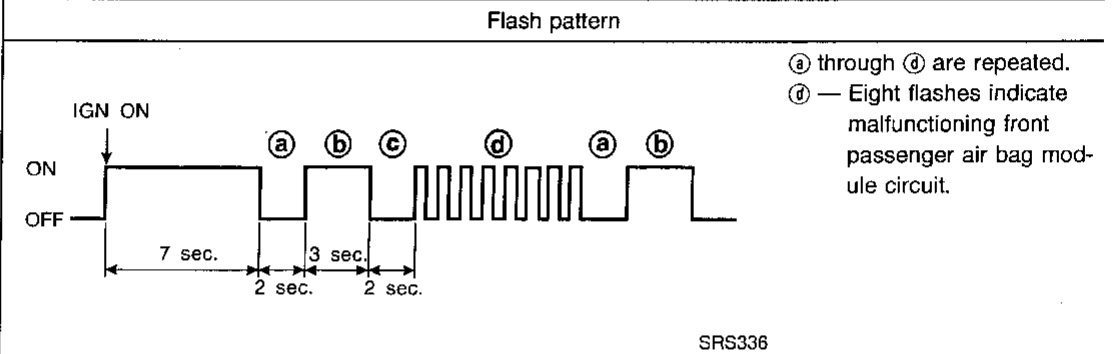 Flash pattern
ⓐ through ⓓ are repeated.
ⓓ — Eight flashes indicate
malfunctioning front
passenger air bag mod-
ule circuit.
IGN ON
ⓐ ⓑ ⓒ ⓓ ⓐ ⓑ
ON
OFF
7 sec. 3 sec.
2 sec. 2 sec.
SRS336